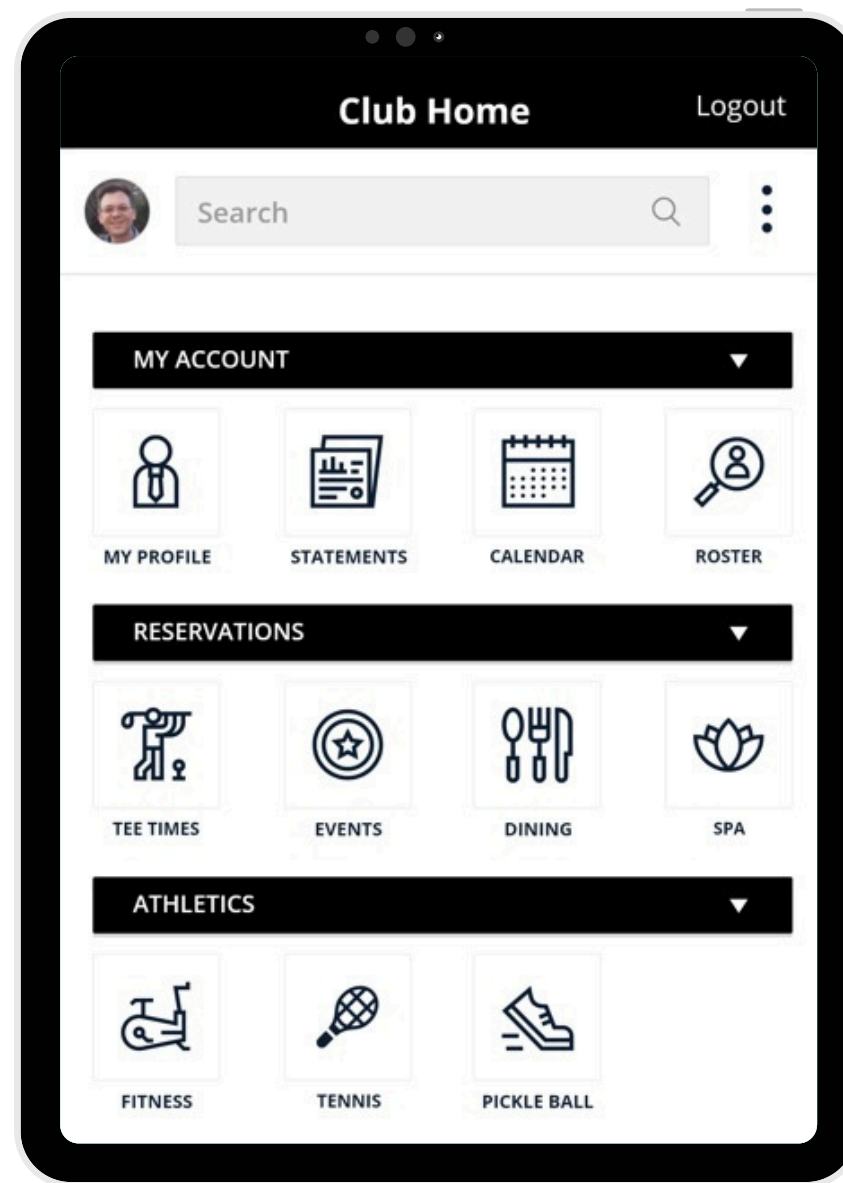 Club Home
Logout
Search
MY ACCOUNT
MY PROFILE
STATEMENTS
CALENDAR
ROSTER
RESERVATIONS
TEE TIMES
EVENTS
DINING
SPA
ATHLETICS
FITNESS
TENNIS
PICKLE BALL